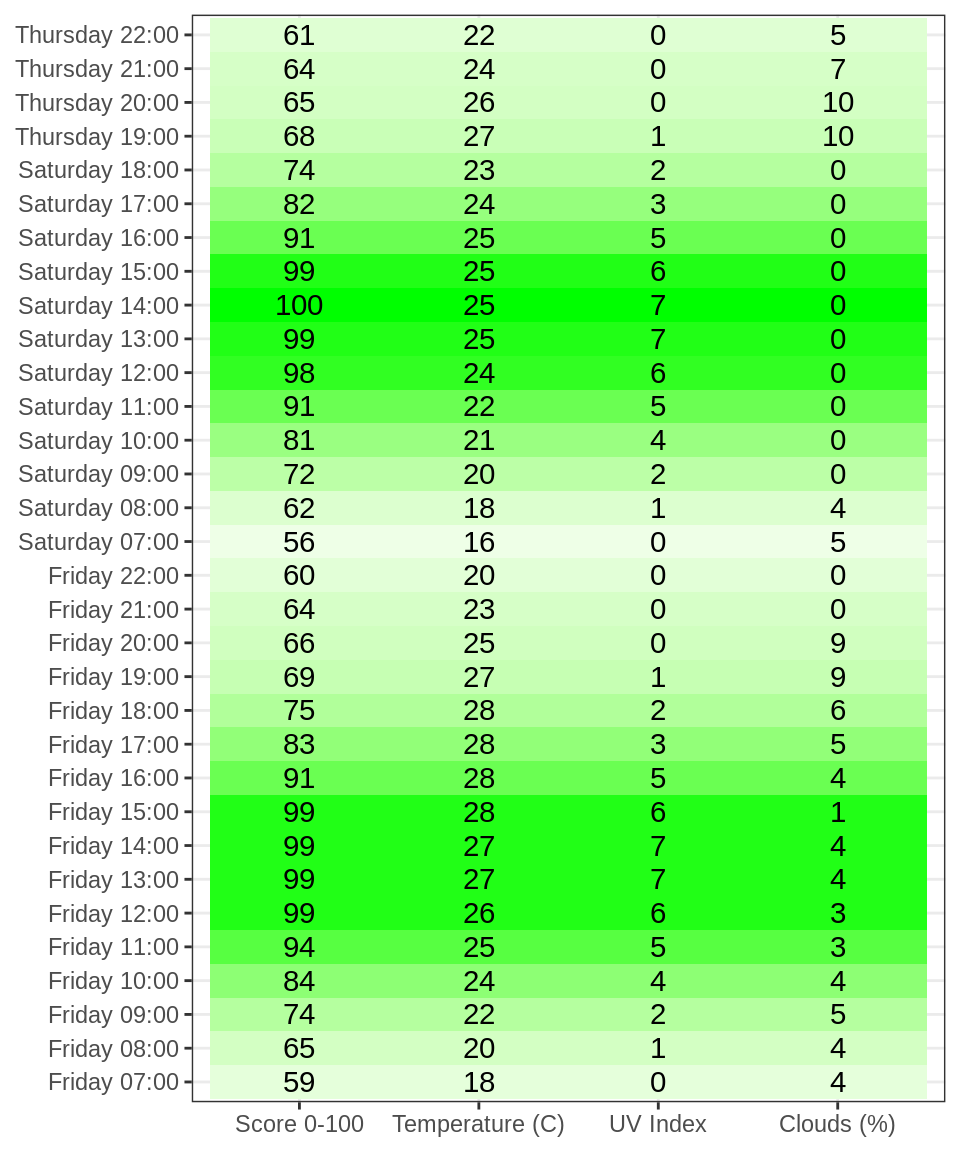 Thursday 22:00 61 22 0 5
Thursday 21:00 64 24 0 7
Thursday 20:00 65 26 0 10
Thursday 19:00 68 27 1 10
Saturday 18:00 74 23 2 0
Saturday 17:00 82 24 3 0
Saturday 16:00 91 25 5 0
Saturday 15:00 99 25 6 0
Saturday 14:00 100 25 7 0
Saturday 13:00 99 25 7 0
Saturday 12:00 98 24 6 0
Saturday 11:00 91 22 5 0
Saturday 10:00 81 21 4 0
Saturday 09:00 72 20 2 0
Saturday 08:00 62 18 1 4
Saturday 07:00 56 16 0 5
Friday 22:00 60 20 0 0
Friday 21:00 64 23 0 0
Friday 20:00 66 25 0 9
Friday 19:00 69 27 1 9
Friday 18:00 75 28 2 6
Friday 17:00 83 28 3 5
Friday 16:00 91 28 5 4
Friday 15:00 99 28 6 1
Friday 14:00 99 27 7 4
Friday 13:00 99 27 7 4
Friday 12:00 99 26 6 3
Friday 11:00 94 25 5 3
Friday 10:00 84 24 4 4
Friday 09:00 74 22 2 5
Friday 08:00 65 20 1 4
Friday 07:00 59 18 0 4
Score 0-100 Temperature (C) UV Index Clouds (%)